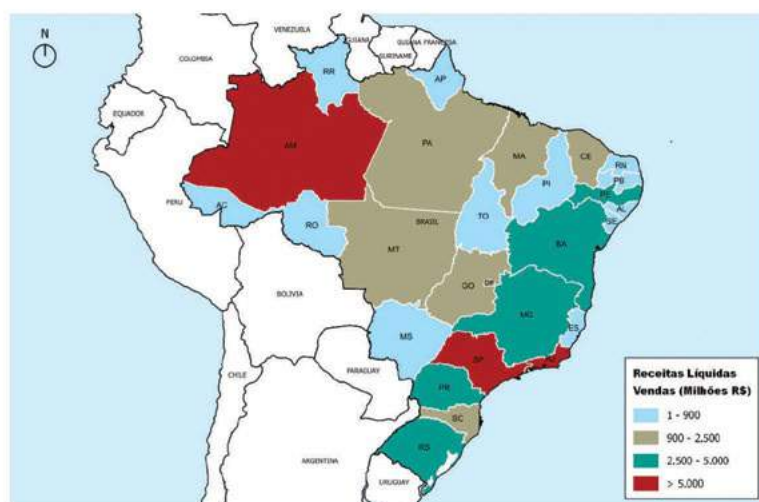 N
VENEZUELA
GUIANA
COLOMBIA
SURINAME
GUIANA FRANCESA
RR
AP
EQUADOR
AM
PA
MA
CE
RN
PB
PI
PE
AL
SE
AC
PERU
RO
TO
BRASIL
BA
MT
GO
DF
BOLIVIA
MG
ES
MS
SP
RJ
PARAGUAY
CHILE
PR
SC
RS
ARGENTINA
URUGUAY
Receitas Líquidas
Vendas (Milhões R$)
1 - 900
900 - 2.500
2.500 - 5.000
> 5.000